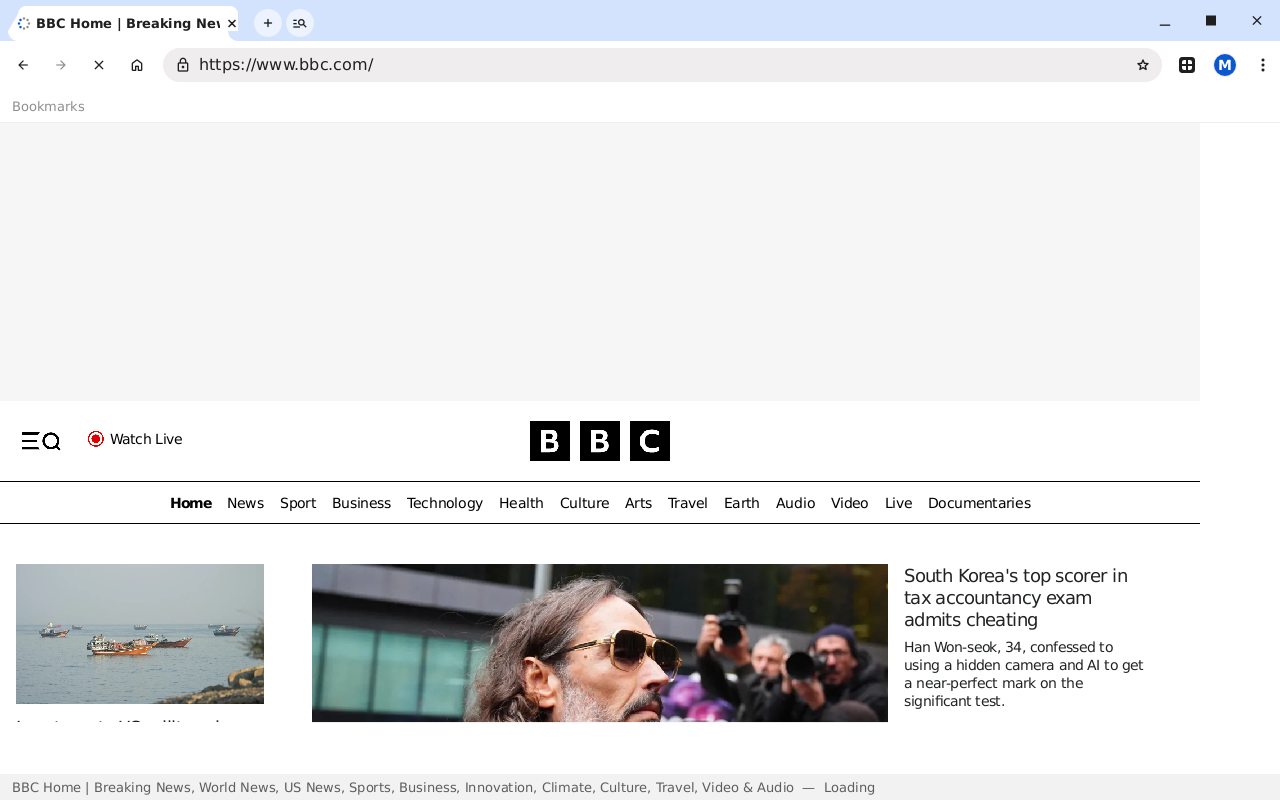 BBC Home | Breaking
https://www.bbc.com/
M
Bookmarks
Watch Live
BBC
Home News Sport Business Technology Health Culture Arts Travel Earth Audio Video Live Documentaries
South Korea's top scorer in
tax accountancy exam
admits cheating
Han Won-seok, 34, confessed to
using a hidden camera and AI to get
a near-perfect mark on the
significant test.
BBC Home | Breaking News, World News, US News, Sports, Business, Innovation, Climate, Culture, Travel, Video & Audio — Loading